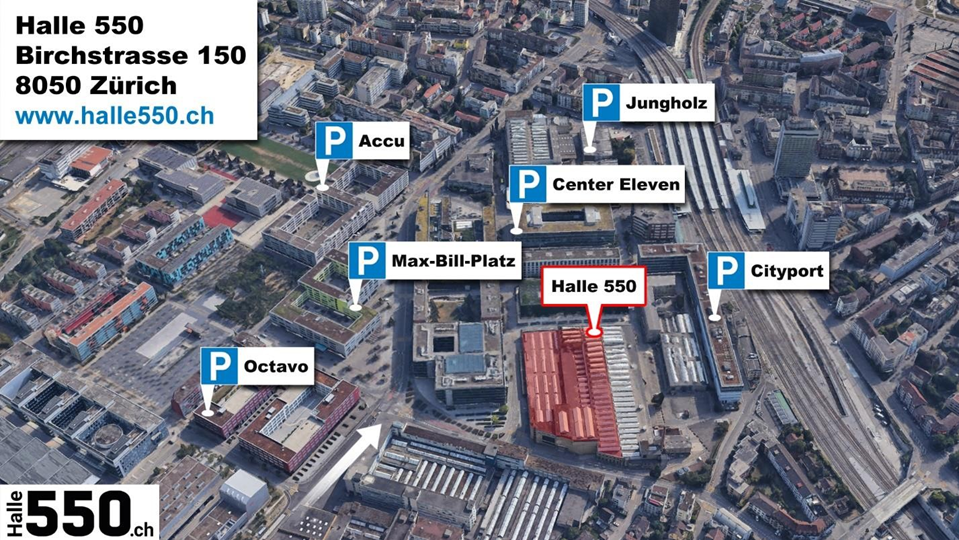 Halle 550
Birchstrasse 150
8050 Zürich
www.halle550.ch
P Jungholz
P Accu
P Center Eleven
P Max-Bill-Platz
P Cityport
Halle 550
P Octavo
Halle 550.ch